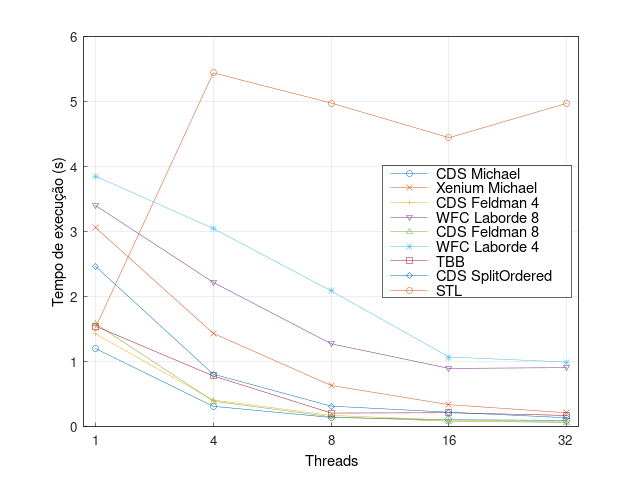 6
5
4
3
2
1
0
Tempo de execução (s)
CDS Michael
Xenium Michael
CDS Feldman 4
WFC Laborde 8
CDS Feldman 8
WFC Laborde 4
TBB
CDS SplitOrdered
STL
1 4 8 16 32
Threads